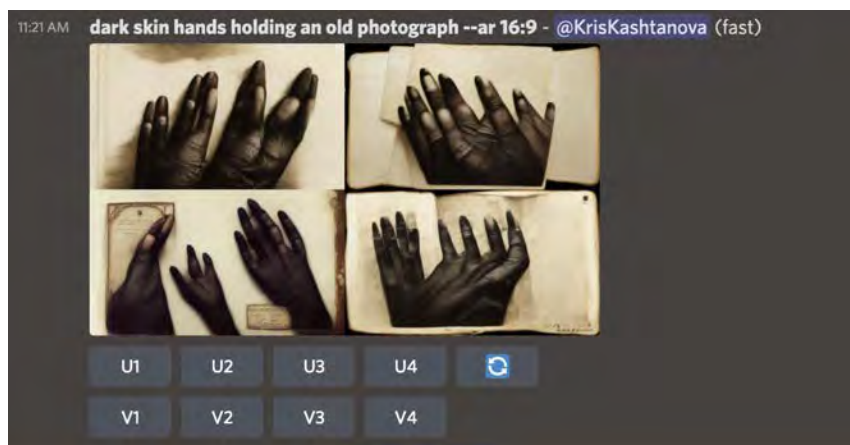 11:21 AM dark skin hands holding an old photograph --ar 16:9 - @KrisKashtanova (fast)
U1 U2 U3 U4
V1 V2 V3 V4